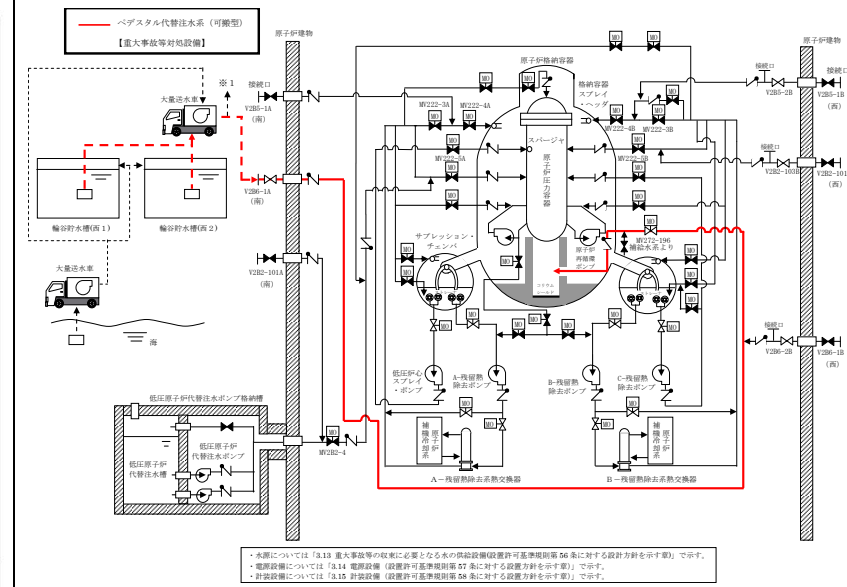 ペデスタル代替注水系（可搬型）
【重大事故等対処設備】
原子炉建物
原子炉建物
※1
大量送水車
接続口
V2B5-1A
(南)
V2B6-1A
(南)
輪谷貯水槽(西1)
輪谷貯水槽(西2)
V2B2-101A
(南)
大量送水車
海
MO
MO
MO
MO
原子炉格納容器
格納容器
スプレイ・
ヘッダ
MV222-3A
MV222-4A
MV222-5A
MV222-4B
MV222-3B
MV222-5B
スパージャ
原子炉圧力容器
接続口
V2B5-2B
接続口
V2B5-1B
(西)
接続口
V2B2-103B
V2B2-101
(西)
サプレッション・
チェンバ
原子炉
再循環
ポンプ
MV272-196
補給水系より
コリウム
シールド
接続口
V2B6-2B
V2B6-1B
(西)
低圧炉心
スプレイ
・ポンプ
A-残留熱
除去ポンプ
B-残留熱
除去ポンプ
C-残留熱
除去ポンプ
低圧原子炉代替注水ポンプ格納槽
低圧原子炉
代替注水槽
低圧原子炉
代替注水ポンプ
MO
MV2B2-4
原子炉
補機冷却系
原子炉
補機冷却系
A－残留熱除去系熱交換器
B－残留熱除去系熱交換器
・水源については「3.13 重大事故等の収束に必要となる水の供給設備(設置許可基準規則第56条に対する設計方針を示す章)」で示す。
・電源設備については「3.14 電源設備（設置許可基準規則第57条に対する設計方針を示す章)」で示す。
・計装設備については「3.15 計装設備（設置許可基準規則第58条に対する設計方針を示す章)」で示す。